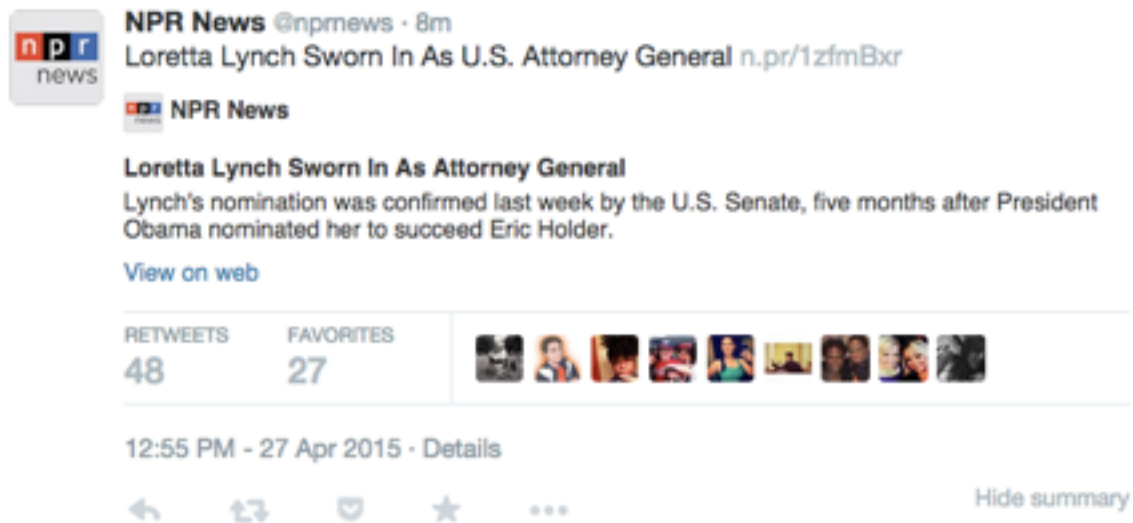 npr
news
NPR News @nprnews · 8m
Loretta Lynch Sworn In As U.S. Attorney General n.pr/1zfmBxr
npr NPR News
Loretta Lynch Sworn In As Attorney General
Lynch's nomination was confirmed last week by the U.S. Senate, five months after President
Obama nominated her to succeed Eric Holder.
View on web
RETWEETS FAVORITES
48 27
12:55 PM - 27 Apr 2015 · Details
Hide summary